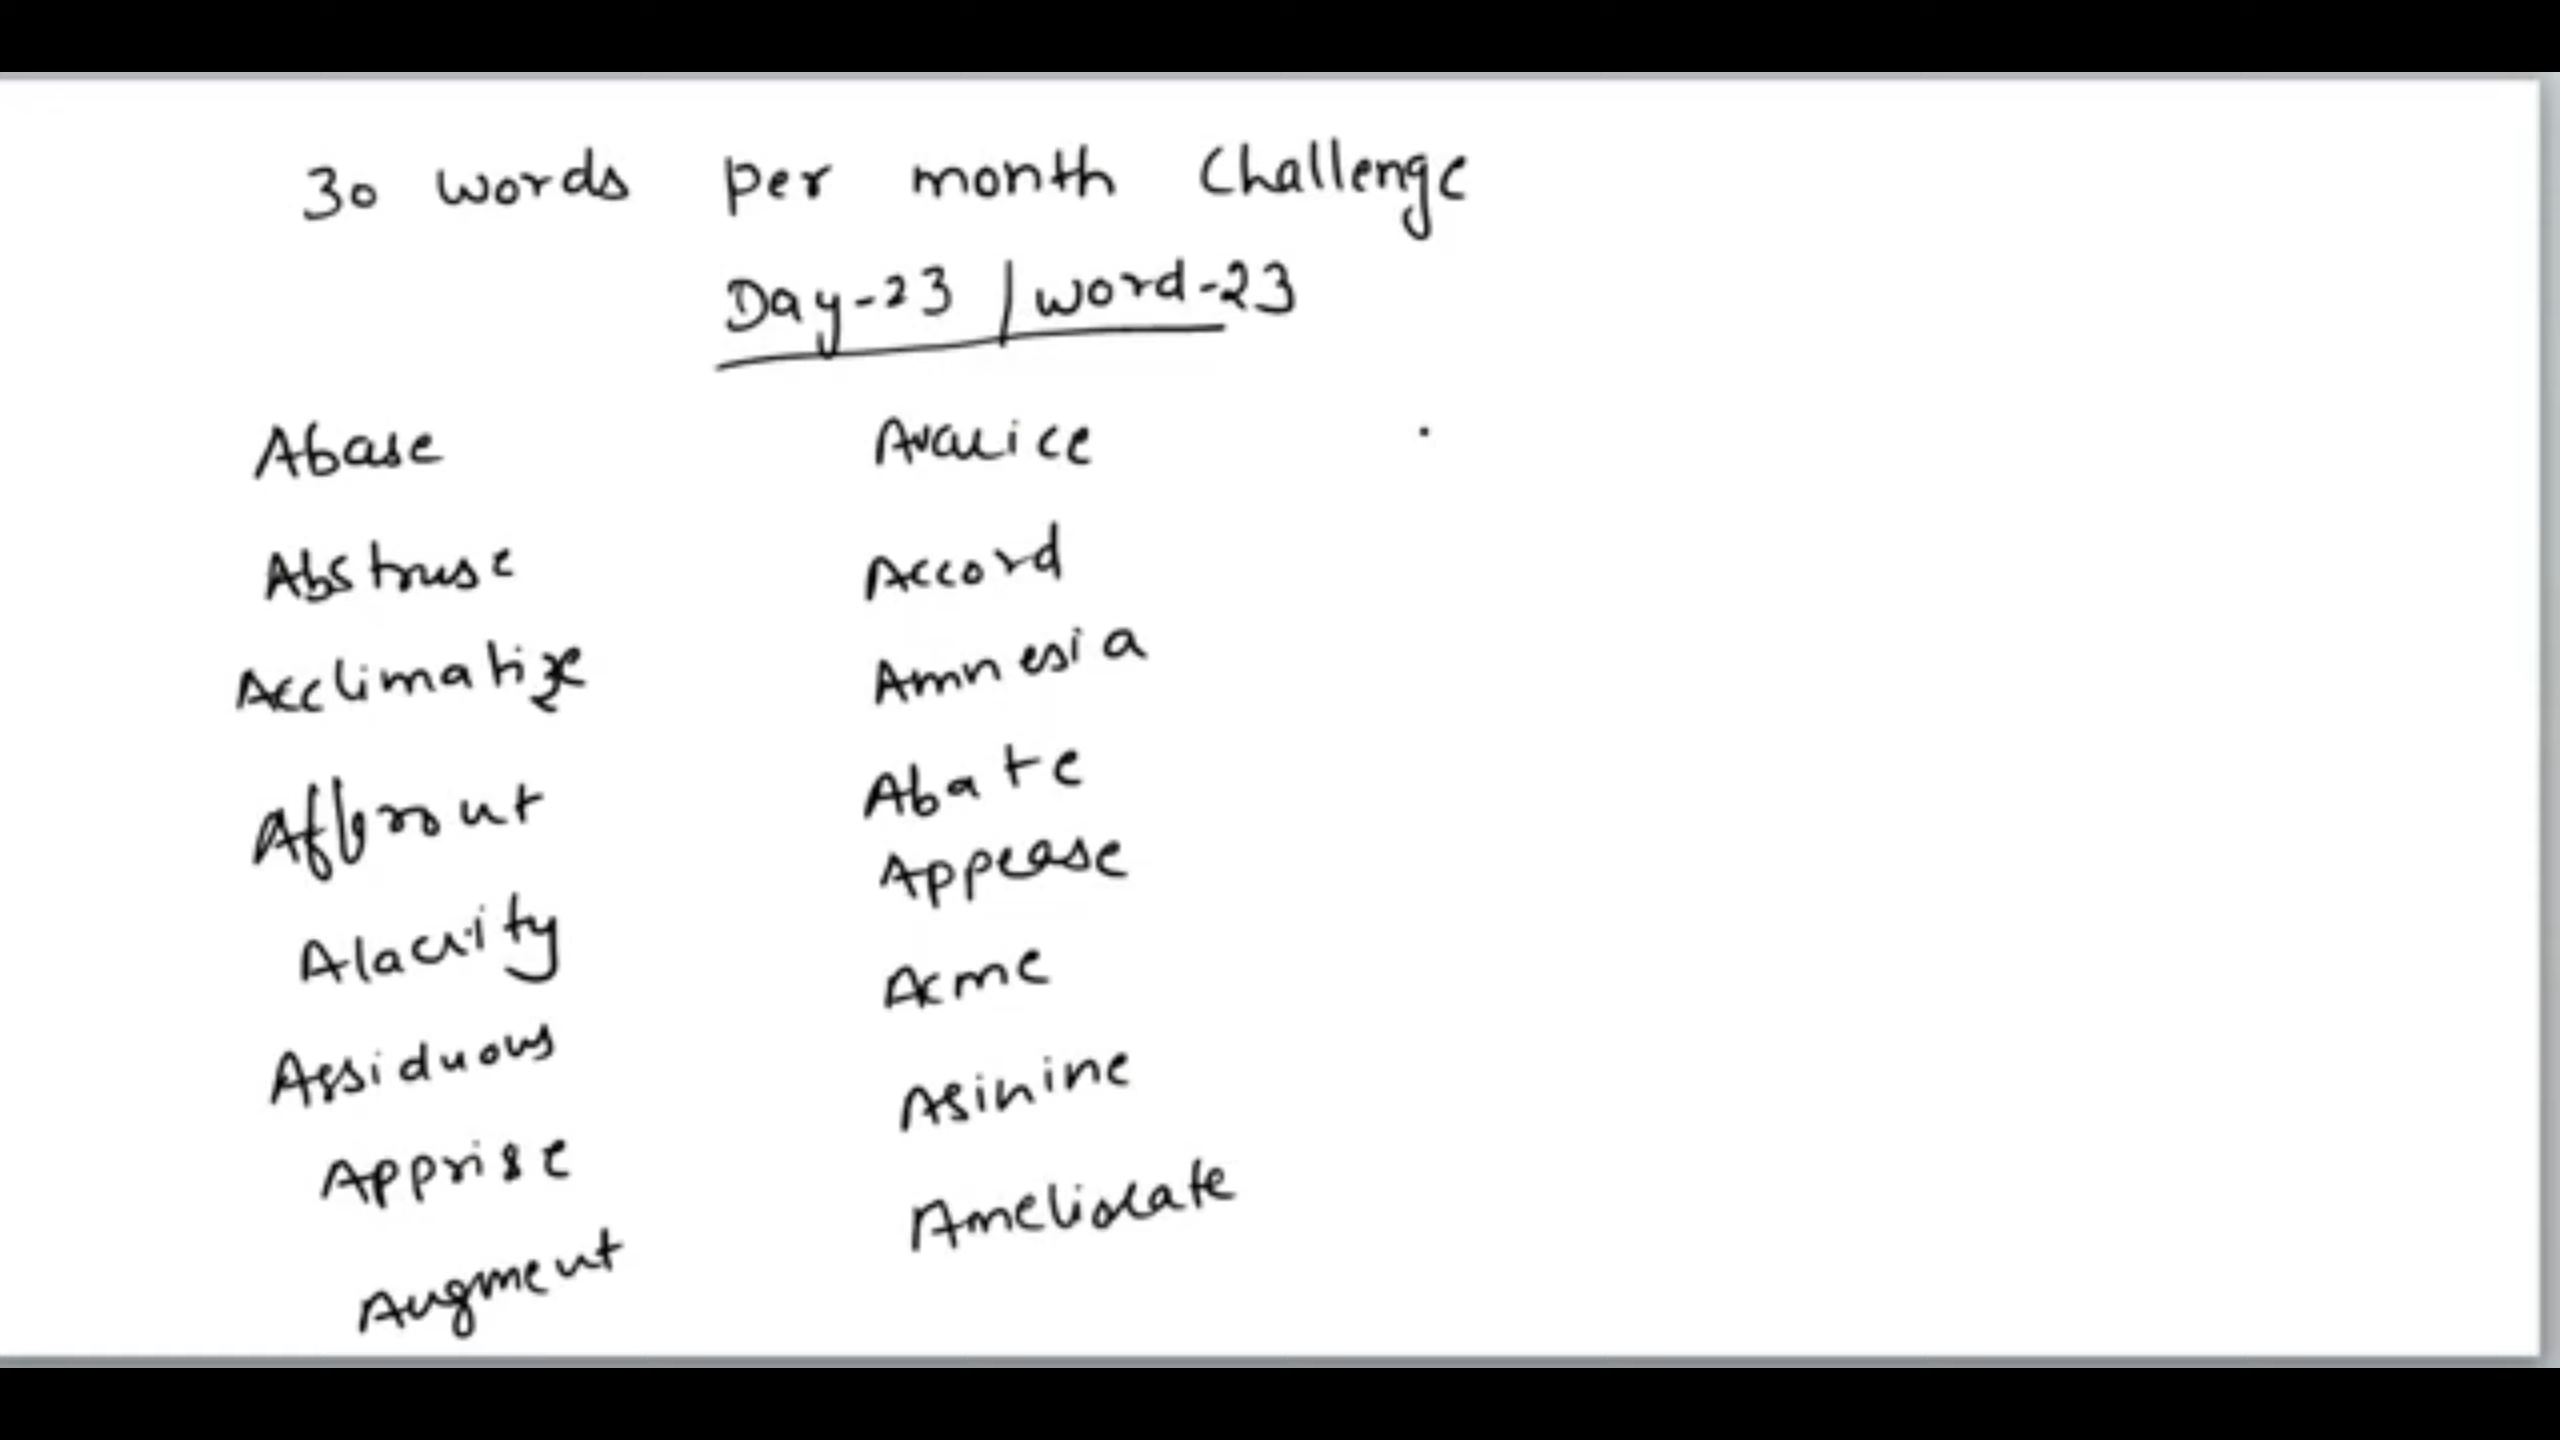 30 words per month Challenge
Day-23 | word-23
Abase
Abstruse
Acclimatize
Affront
Alacrity
Assiduous
Apprise
Augment
Avarice
Accord
Amnesia
Abate
Appease
Acme
Asinine
Ameliorate